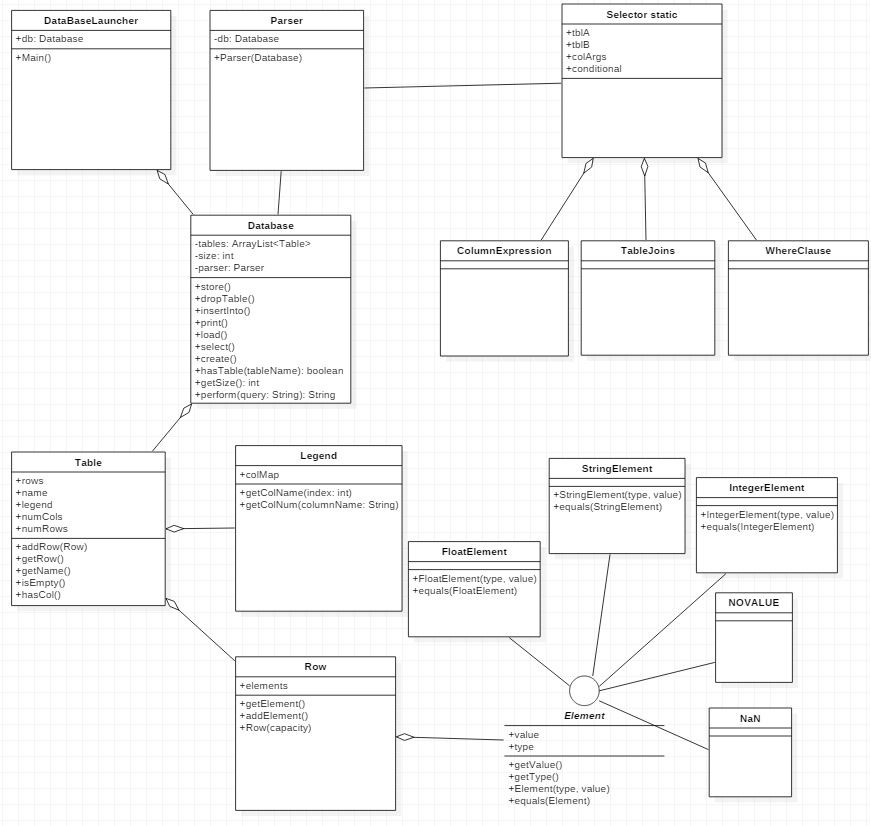 DataBaseLauncher
+db: Database
+Main()
Parser
-db: Database
+Parser(Database)
Selector static
+tblA
+tblB
+colArgs
+conditional
Database
-tables: ArrayList<Table>
-size: int
-parser: Parser
+store()
+dropTable()
+insertInto()
+print()
+load()
+select()
+create()
+hasTable(tableName): boolean
+getSize(): int
+perform(query: String): String
ColumnExpression
TableJoins
WhereClause
Table
+rows
+name
+legend
+numCols
+numRows
+addRow(Row)
+getRow()
+getName()
+isEmpty()
+hasCol()
Legend
+colMap
+getColName(index: int)
+getColNum(columnName: String)
StringElement
+StringElement(type, value)
+equals(StringElement)
IntegerElement
+IntegerElement(type, value)
+equals(IntegerElement)
FloatElement
+FloatElement(type, value)
+equals(FloatElement)
NOVALUE
Row
+elements
+getElement()
+addElement()
+Row(capacity)
Element
+value
+type
+getValue()
+getType()
+Element(type, value)
+equals(Element)
NaN